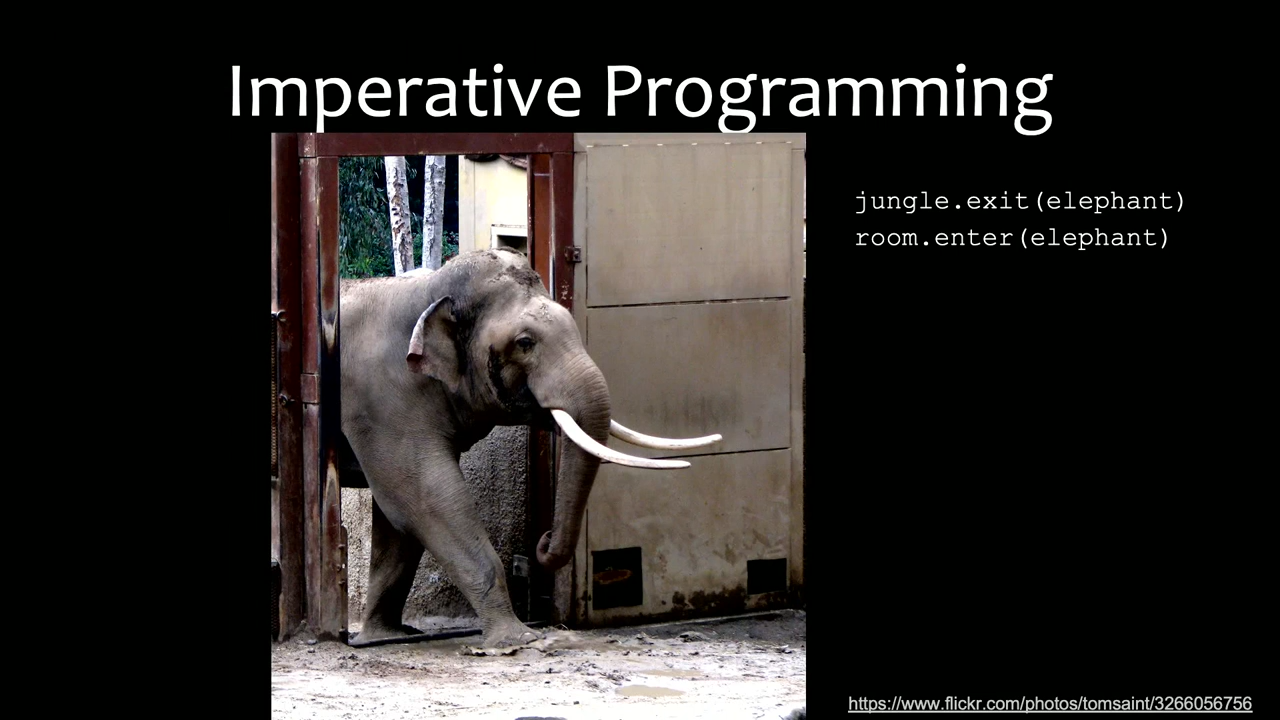 Imperative Programming
jungle.exit(elephant)
room.enter(elephant)
https://www.flickr.com/photos/tomsaint/3266056756